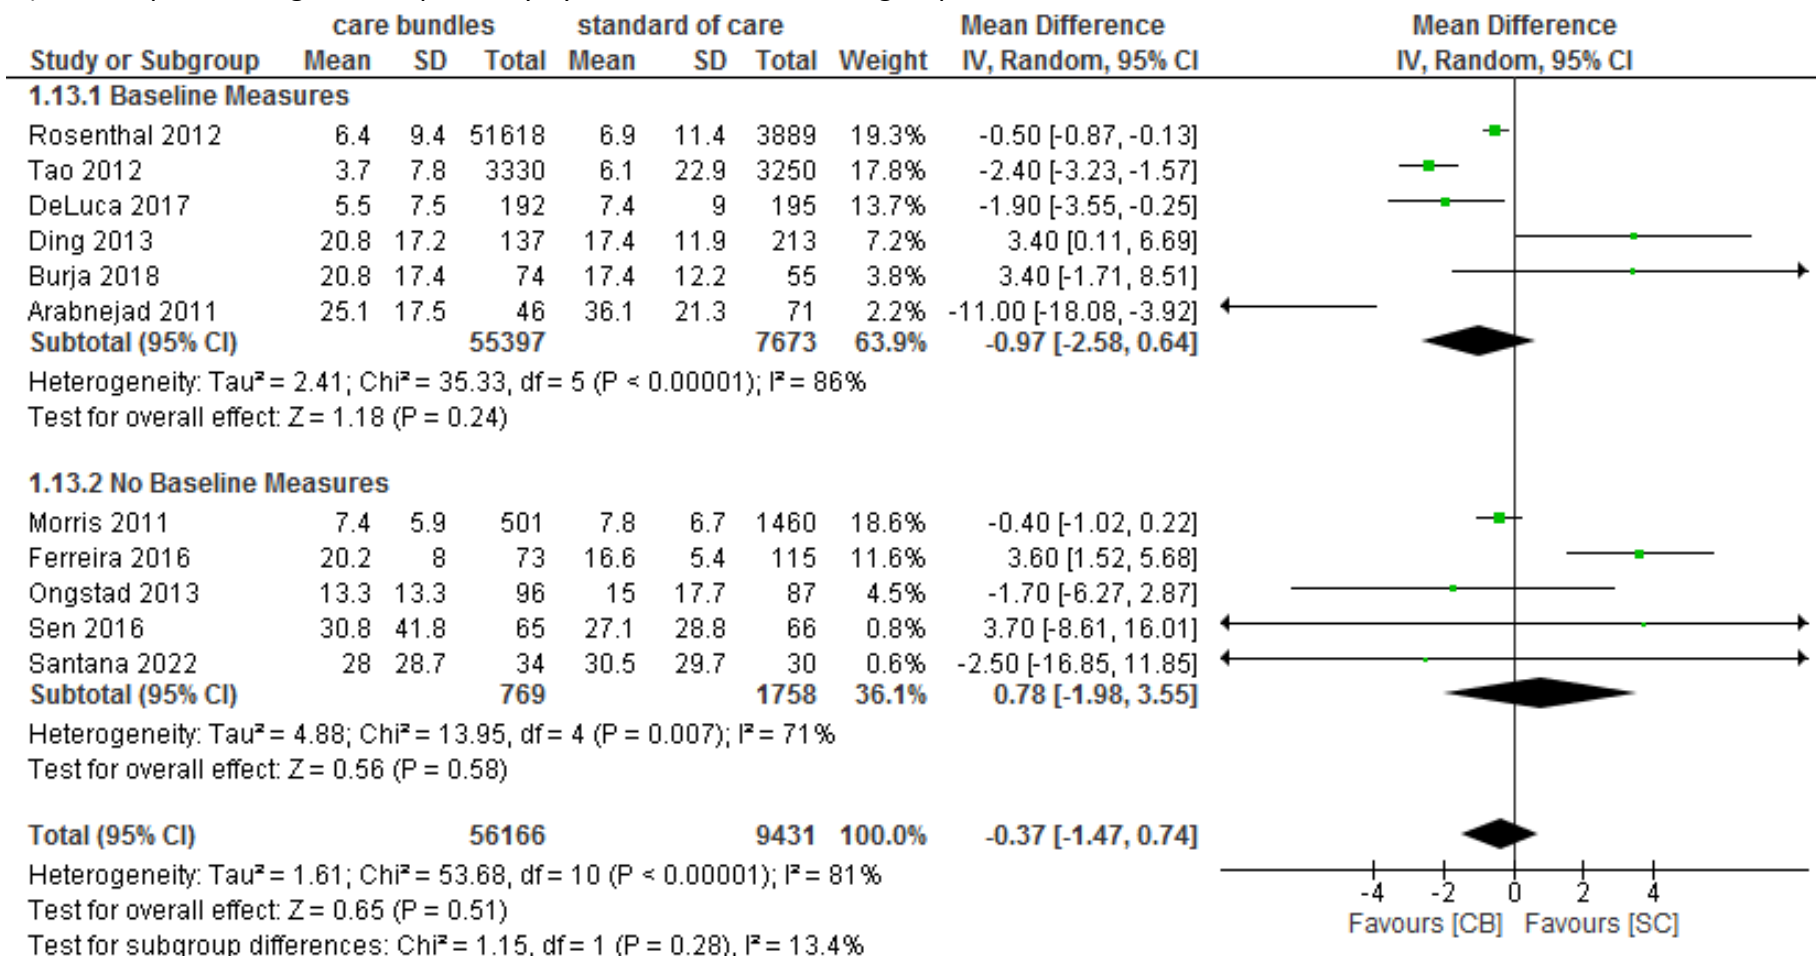 care bundles standard of care Mean Difference Mean Difference
Study or Subgroup Mean SD Total Mean SD Total Weight IV, Random, 95% CI IV, Random, 95% CI
1.13.1 Baseline Measures
Rosenthal 2012 6.4 9.4 51618 6.9 11.4 3889 19.3% -0.50 [-0.87, -0.13]
Tao 2012 3.7 7.8 3330 6.1 22.9 3250 17.8% -2.40 [-3.23, -1.57]
DeLuca 2017 5.5 7.5 192 7.4 9 195 13.7% -1.90 [-3.55, -0.25]
Ding 2013 20.8 17.2 137 17.4 11.9 213 7.2% 3.40 [0.11, 6.69]
Burja 2018 20.8 17.4 74 17.4 12.2 55 3.8% 3.40 [-1.71, 8.51]
Arabnejad 2011 25.1 17.5 46 36.1 21.3 71 2.2% -11.00 [-18.08, -3.92]
Subtotal (95% CI) 55397 7673 63.9% -0.97 [-2.58, 0.64]
Heterogeneity: Tau² = 2.41; Chi² = 35.33, df = 5 (P < 0.00001); I² = 86%
Test for overall effect: Z = 1.18 (P = 0.24)
1.13.2 No Baseline Measures
Morris 2011 7.4 5.9 501 7.8 6.7 1460 18.6% -0.40 [-1.02, 0.22]
Ferreira 2016 20.2 8 73 16.6 5.4 115 11.6% 3.60 [1.52, 5.68]
Ongstad 2013 13.3 13.3 96 15 17.7 87 4.5% -1.70 [-6.27, 2.87]
Sen 2016 30.8 41.8 65 27.1 28.8 66 0.8% 3.70 [-8.61, 16.01]
Santana 2022 28 28.7 34 30.5 29.7 30 0.6% -2.50 [-16.85, 11.85]
Subtotal (95% CI) 769 1758 36.1% 0.78 [-1.98, 3.55]
Heterogeneity: Tau² = 4.88; Chi² = 13.95, df = 4 (P = 0.007); I² = 71%
Test for overall effect: Z = 0.56 (P = 0.58)
Total (95% CI) 56166 9431 100.0% -0.37 [-1.47, 0.74]
Heterogeneity: Tau² = 1.61; Chi² = 53.68, df = 10 (P < 0.00001); I² = 81%
Test for overall effect: Z = 0.65 (P = 0.51)
Test for subgroup differences: Chi² = 1.15, df = 1 (P = 0.28), I² = 13.4%
-4 -2 0 2 4
Favours [CB] Favours [SC]